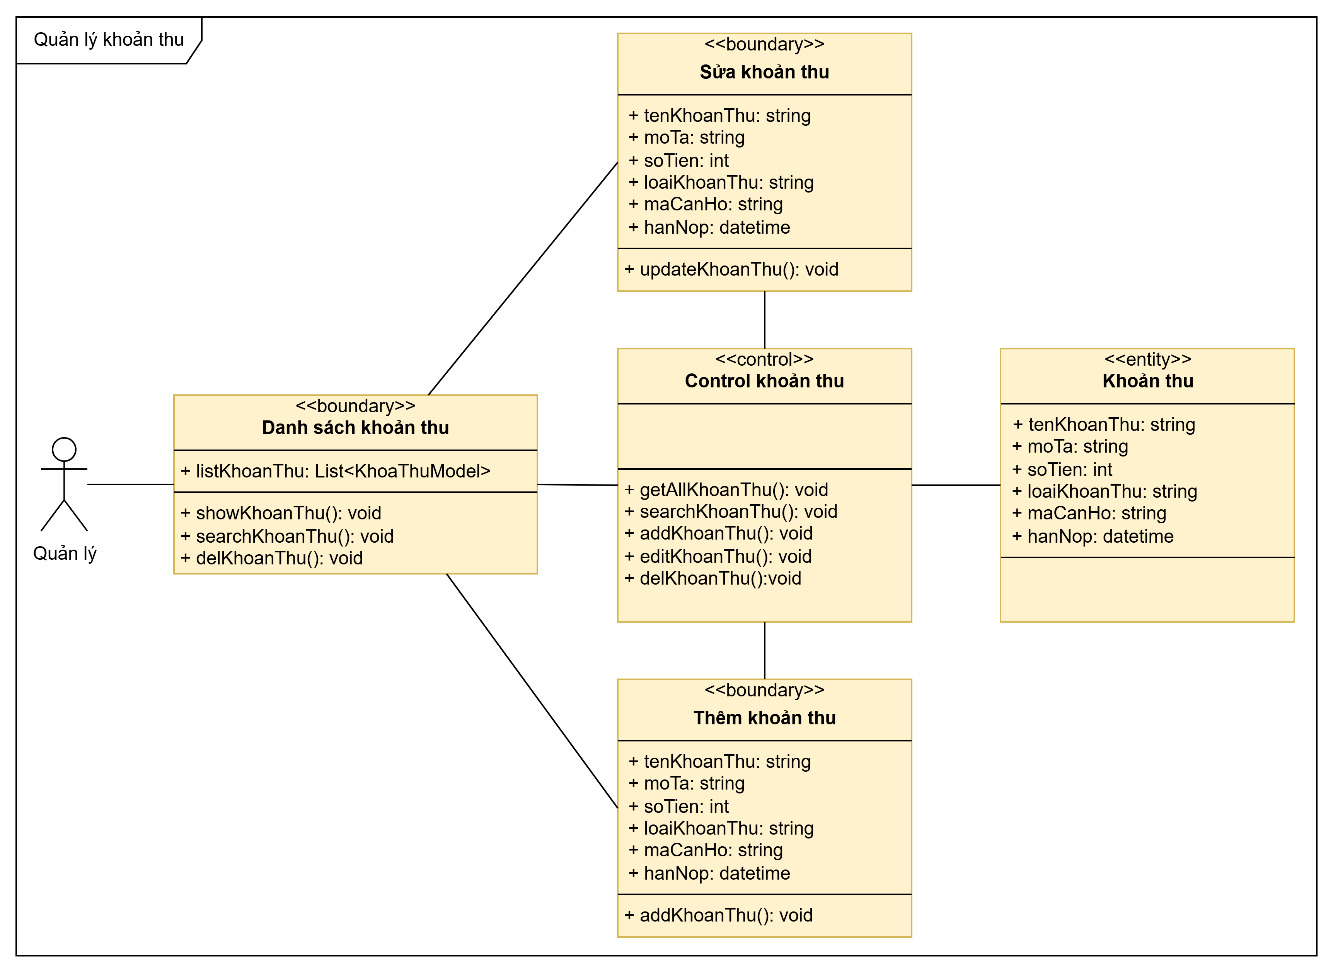 Quản lý khoản thu
<<boundary>>
Sửa khoản thu
+ tenKhoanThu: string
+ moTa: string
+ soTien: int
+ loaiKhoanThu: string
+ maCanHo: string
+ hanNop: datetime
+ updateKhoanThu(): void
Quản lý
<<boundary>>
Danh sách khoản thu
+ listKhoanThu: List<KhoaThuModel>
+ showKhoanThu(): void
+ searchKhoanThu(): void
+ delKhoanThu(): void
<<control>>
Control khoản thu
+ getAllKhoanThu(): void
+ searchKhoanThu(): void
+ addKhoanThu(): void
+ editKhoanThu(): void
+ delKhoanThu():void
<<entity>>
Khoản thu
+ tenKhoanThu: string
+ moTa: string
+ soTien: int
+ loaiKhoanThu: string
+ maCanHo: string
+ hanNop: datetime
<<boundary>>
Thêm khoản thu
+ tenKhoanThu: string
+ moTa: string
+ soTien: int
+ loaiKhoanThu: string
+ maCanHo: string
+ hanNop: datetime
+ addKhoanThu(): void